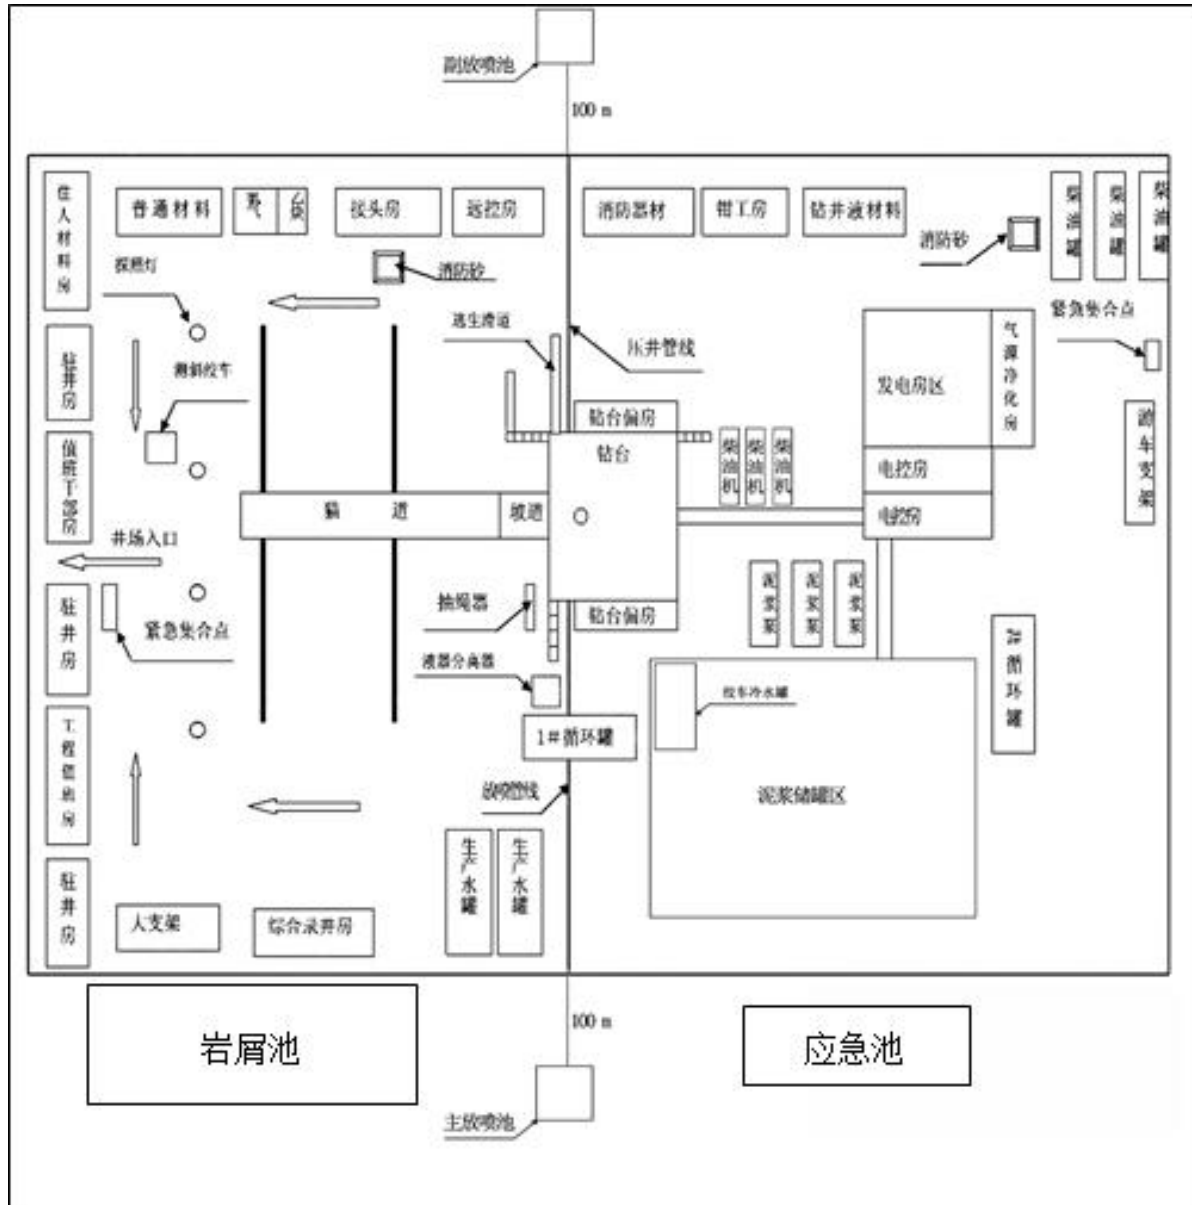 副放喷池
100 m
住人材料房
普通材料
氧气
乙炔
接头房
远控房
消防器材
钳工房
钻井液材料
消防砂
柴油罐
柴油罐
柴油罐
探照灯
消防砂
逃生滑道
压井管线
紧急集合点
驻井房
测斜绞车
钻台偏房
钻台
柴油机
柴油机
柴油机
发电房区
气源净化房
游车支架
值班干部房
电控房
猫 道
坡道
电控房
井场入口
驻井房
紧急集合点
抽绳器
钻台偏房
泥浆泵
泥浆泵
泥浆泵
循环罐
液器分离器
绞车冷水罐
1#循环罐
工程值班房
放喷管线
泥浆储罐区
生产水罐
生产水罐
驻井房
大支架
综合录井房
岩屑池
100 m
应急池
主放喷池